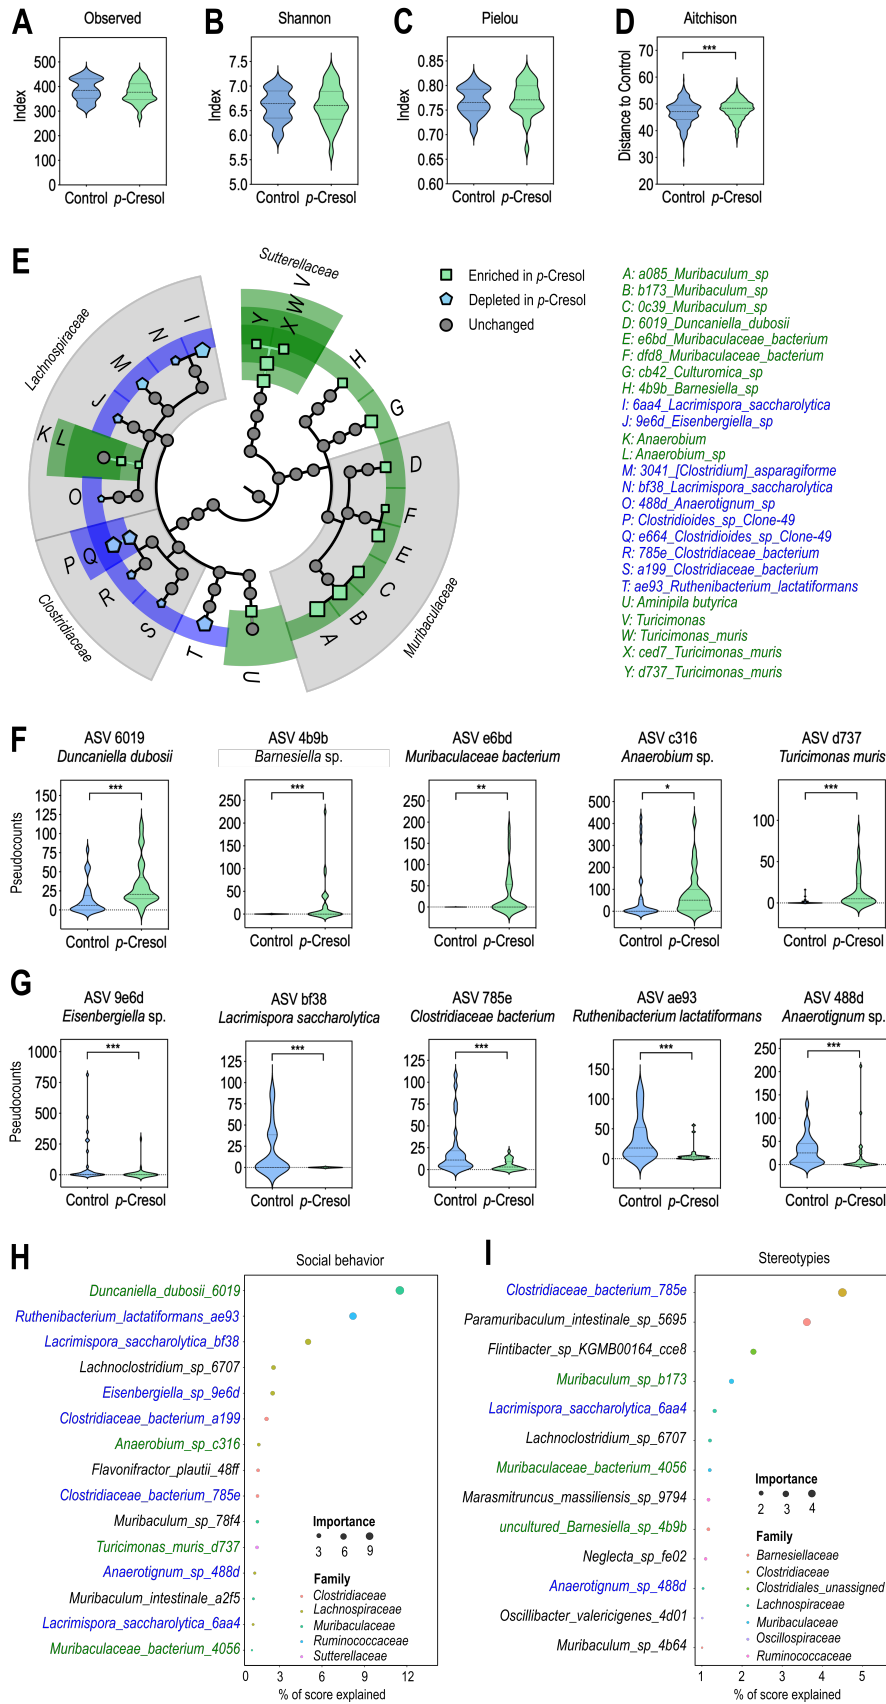 A
Observed
Index
500
400
300
200
100
0
Control p-Cresol
B
Shannon
Index
7.5
7.0
6.5
6.0
5.5
5.0
Control p-Cresol
C
Pielou
Index
0.85
0.80
0.75
0.70
0.65
0.60
Control p-Cresol
D
Aitchison
Distance to Control
***
70
60
50
40
30
20
Control p-Cresol
E
Lachnospiraceae
Sutterellaceae
Muribaculaceae
Clostridiaceae
I
N
M
J
K L
O
P Q
R
S
T
U
A
B
C
E
F
D
G
H
V
W
X
Y
Enriched in p-Cresol
Depleted in p-Cresol
Unchanged
A: a085_Muribaculum_sp
B: b173_Muribaculum_sp
C: 0c39_Muribaculum_sp
D: 6019_Duncaniella_dubosii
E: e6bd_Muribaculaceae_bacterium
F: dfd8_Muribaculaceae_bacterium
G: cb42_Culturomica_sp
H: 4b9b_Barnesiella_sp
I: 6aa4_Lacrimispora_saccharolytica
J: 9e6d_Eisenbergiella_sp
K: Anaerobium
L: Anaerobium_sp
M: 3041_[Clostridium]_asparagiforme
N: bf38_Lacrimispora_saccharolytica
O: 488d_Anaerotignum_sp
P: Clostridioides_sp_Clone-49
Q: e664_Clostridioides_sp_Clone-49
R: 785e_Clostridiaceae_bacterium
S: a199_Clostridiaceae_bacterium
T: ae93_Ruthenibacterium_lactatiformans
U: Aminipila butyrica
V: Turicimonas
W: Turicimonas_muris
X: ced7_Turicimonas_muris
Y: d737_Turicimonas_muris
F
ASV 6019
Duncaniella dubosii
Pseudocounts
***
150
125
100
75
50
25
0
Control p-Cresol
ASV 4b9b
Barnesiella sp.
***
250
200
150
100
50
0
Control p-Cresol
ASV e6bd
Muribaculaceae bacterium
**
250
200
150
100
50
0
Control p-Cresol
ASV c316
Anaerobium sp.
*
500
400
300
200
100
0
Control p-Cresol
ASV d737
Turicimonas muris
***
100
50
0
Control p-Cresol
G
ASV 9e6d
Eisenbergiella sp.
Pseudocounts
***
1000
750
500
250
0
Control p-Cresol
ASV bf38
Lacrimispora saccharolytica
***
125
100
75
50
25
0
Control p-Cresol
ASV 785e
Clostridiaceae bacterium
***
125
100
75
50
25
0
Control p-Cresol
ASV ae93
Ruthenibacterium lactatiformans
***
150
100
50
0
Control p-Cresol
ASV 488d
Anaerotignum sp.
***
250
200
150
100
50
0
Control p-Cresol
H
Social behavior
Duncaniella_dubosii_6019
Ruthenibacterium_lactatiformans_ae93
Lacrimispora_saccharolytica_bf38
Lachnoclostridium_sp_6707
Eisenbergiella_sp_9e6d
Clostridiaceae_bacterium_a199
Anaerobium_sp_c316
Flavonifractor_plautii_48ff
Clostridiaceae_bacterium_785e
Muribaculum_sp_78f4
Turicimonas_muris_d737
Anaerotignum_sp_488d
Muribaculum_intestinale_a2f5
Lacrimispora_saccharolytica_6aa4
Muribaculaceae_bacterium_4056
Importance
3 6 9
Family
Clostridiaceae
Lachnospiraceae
Muribaculaceae
Ruminococcaceae
Sutterellaceae
0 3 6 9 12
% of score explained
I
Stereotypies
Clostridiaceae_bacterium_785e
Paramuribaculum_intestinale_sp_5695
Flintibacter_sp_KGMB00164_cce8
Muribaculum_sp_b173
Lacrimispora_saccharolytica_6aa4
Lachnoclostridium_sp_6707
Muribaculaceae_bacterium_4056
Marasmitruncus_massiliensis_sp_9794
uncultured_Barnesiella_sp_4b9b
Neglecta_sp_fe02
Anaerotignum_sp_488d
Oscillibacter_valericigenes_4d01
Muribaculum_sp_4b64
Importance
2 3 4
Family
Barnesiellaceae
Clostridiaceae
Clostridiales_unassigned
Lachnospiraceae
Muribaculaceae
Oscillospiraceae
Ruminococcaceae
1 2 3 4 5
% of score explained